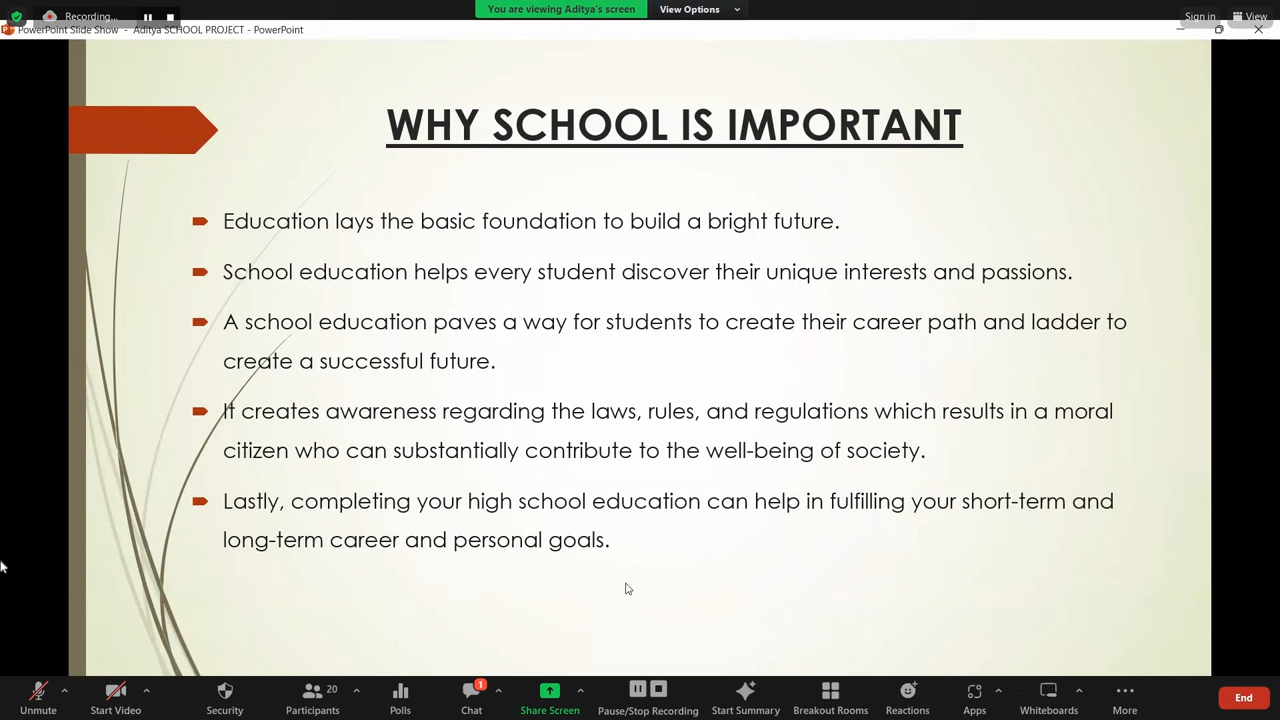 Recording...
You are viewing Aditya's screen
View Options
Sign in
View
PowerPoint Slide Show - Aditya SCHOOL PROJECT - PowerPoint
WHY SCHOOL IS IMPORTANT
Education lays the basic foundation to build a bright future.
School education helps every student discover their unique interests and passions.
A school education paves a way for students to create their career path and ladder to
create a successful future.
It creates awareness regarding the laws, rules, and regulations which results in a moral
citizen who can substantially contribute to the well-being of society.
Lastly, completing your high school education can help in fulfilling your short-term and
long-term career and personal goals.
Unmute
Start Video
Security
20
Participants
Polls
1
Chat
Share Screen
Pause/Stop Recording
Start Summary
Breakout Rooms
Reactions
Apps
Whiteboards
More
End